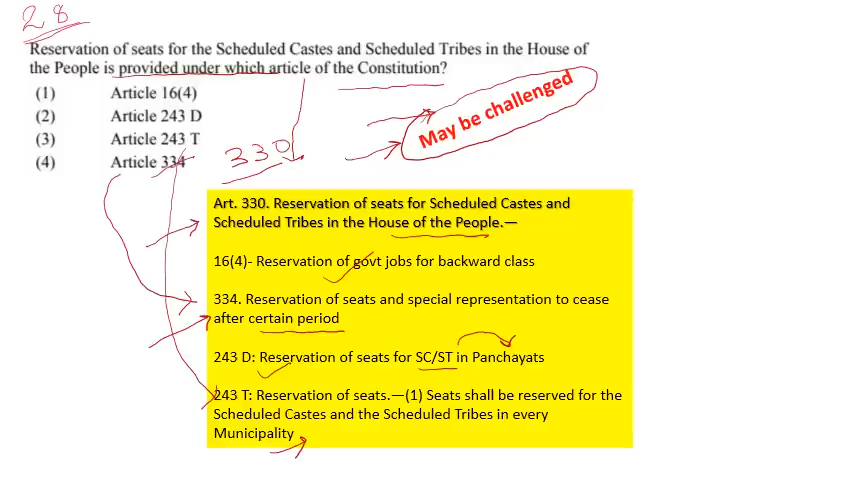 28
Reservation of seats for the Scheduled Castes and Scheduled Tribes in the House of
the People is provided under which article of the Constitution?
(1) Article 16(4)
(2) Article 243 D
(3) Article 243 T
(4) Article 334
330
May be challenged
Art. 330. Reservation of seats for Scheduled Castes and
Scheduled Tribes in the House of the People.—
16(4)- Reservation of govt jobs for backward class
334. Reservation of seats and special representation to cease
after certain period
243 D: Reservation of seats for SC/ST in Panchayats
243 T: Reservation of seats.—(1) Seats shall be reserved for the
Scheduled Castes and the Scheduled Tribes in every
Municipality